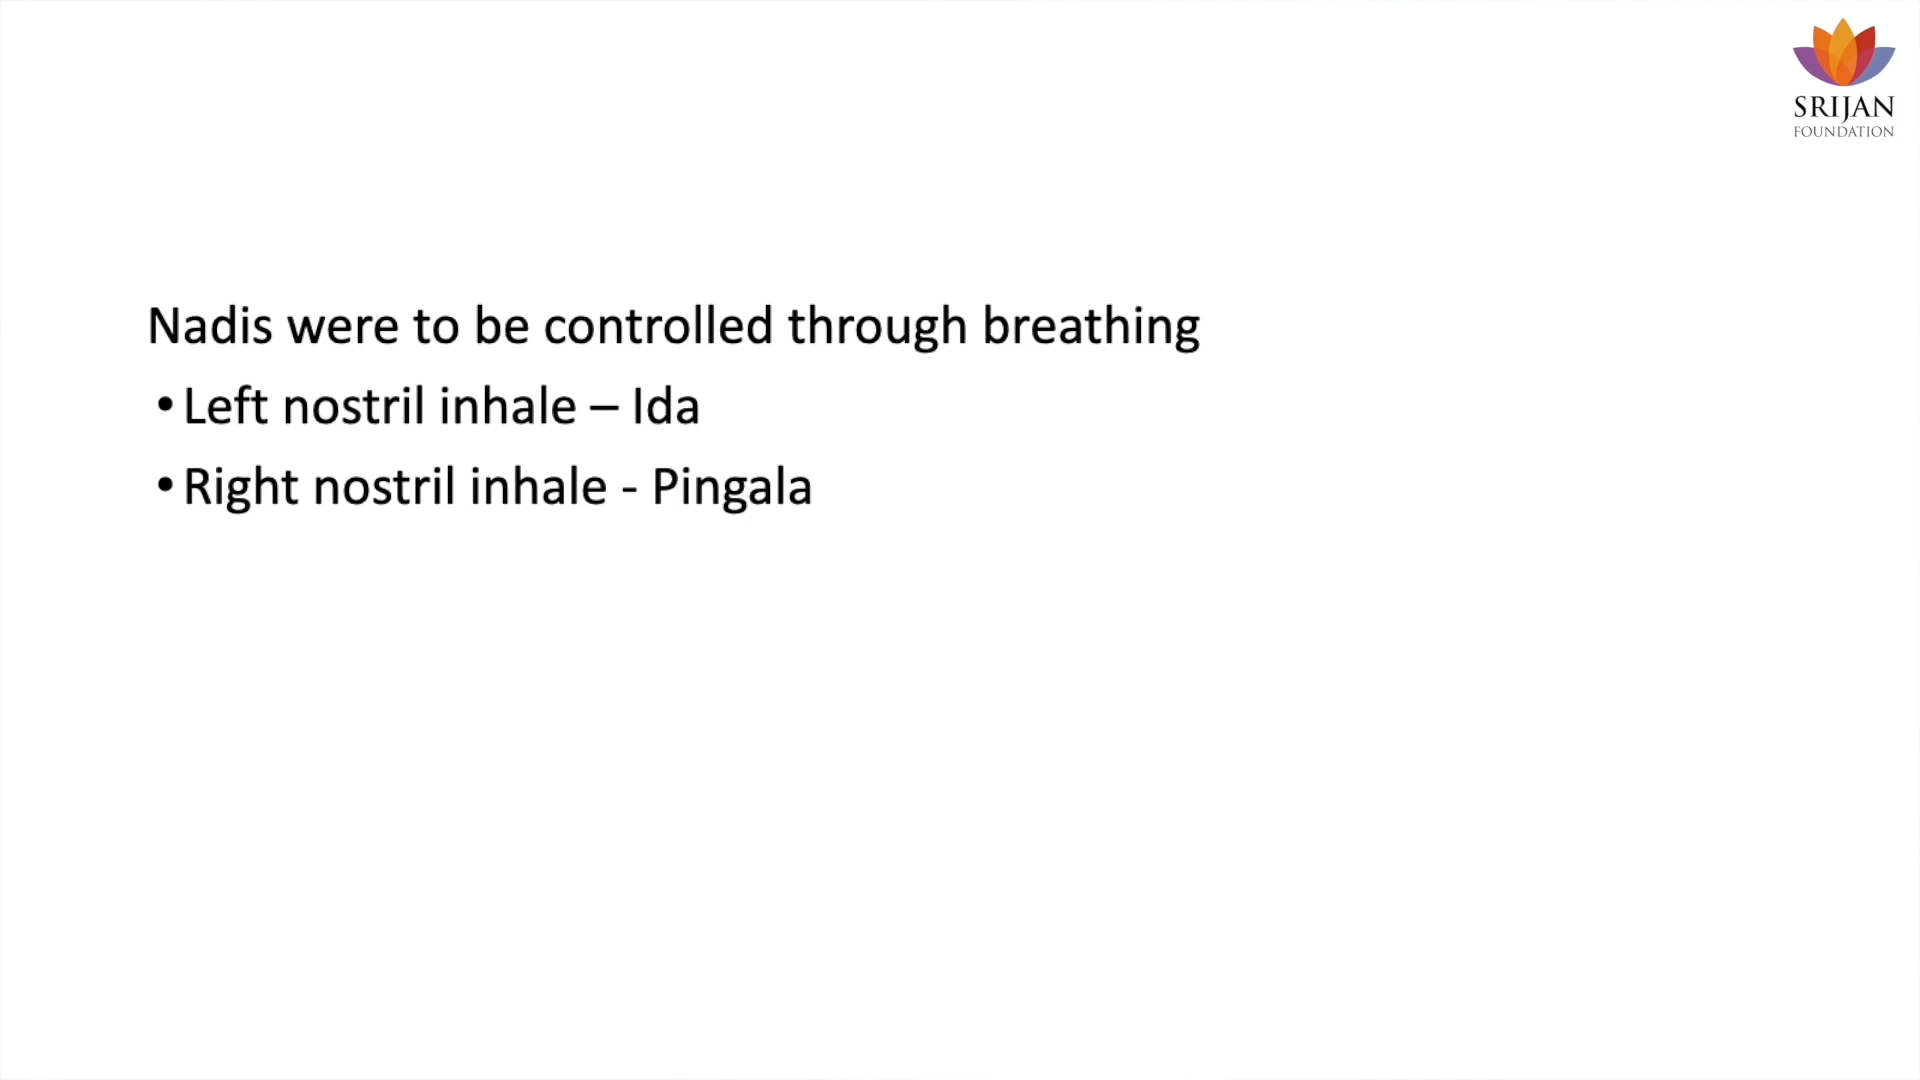 SRIJAN
FOUNDATION
Nadis were to be controlled through breathing
• Left nostril inhale – Ida
• Right nostril inhale - Pingala